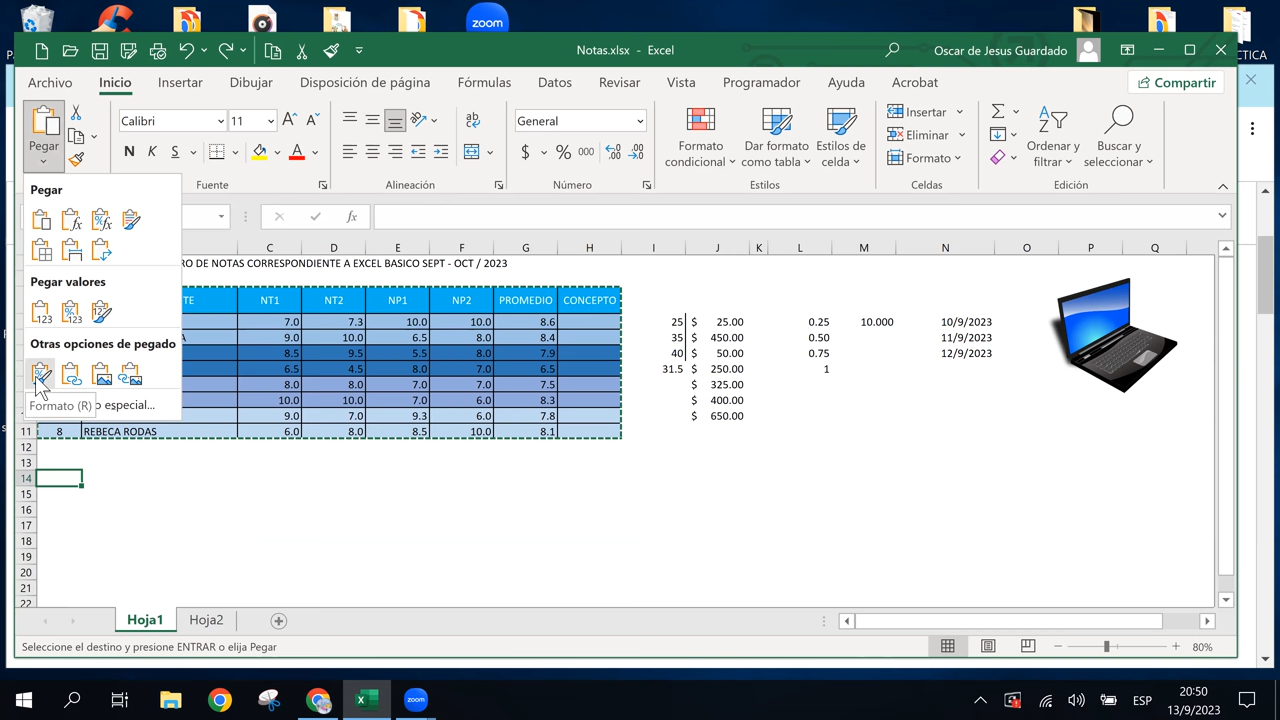 zoom
CTICA
Notas.xlsx - Excel
Oscar de Jesus Guardado
Archivo
Inicio
Insertar
Dibujar
Disposición de página
Fórmulas
Datos
Revisar
Vista
Programador
Ayuda
Acrobat
Compartir
Pegar
Calibri
11
N K S
Fuente
Alineación
General
$ % 000
Número
Formato condicional
Dar formato como tabla
Estilos de celda
Estilos
Insertar
Eliminar
Formato
Celdas
Ordenar y filtrar
Buscar y seleccionar
Edición
Pegar
Pegar valores
Otras opciones de pegado
Formato (R)
o especial...
fx
C D E F G H I J K L M N O P Q
RO DE NOTAS CORRESPONDIENTE A EXCEL BASICO SEPT - OCT / 2023
TE NT1 NT2 NP1 NP2 PROMEDIO CONCEPTO
7.0 7.3 10.0 10.0 8.6 25 $ 25.00 0.25 10.000 10/9/2023
A 9.0 10.0 6.5 8.0 8.4 35 $ 450.00 0.50 11/9/2023
8.5 9.5 5.5 8.0 7.9 40 $ 50.00 0.75 12/9/2023
6.5 4.5 8.0 7.0 6.5 31.5 $ 250.00 1
8.0 8.0 7.0 7.0 7.5 $ 325.00
10.0 10.0 7.0 6.0 8.3 $ 400.00
9.0 7.0 9.3 6.0 7.8 $ 650.00
11 8 REBECA RODAS 6.0 8.0 8.5 10.0 8.1
12
13
14
15
16
17
18
19
20
21
22
Hoja1
Hoja2
Seleccione el destino y presione ENTRAR o elija Pegar
80%
zoom
ESP
20:50
13/9/2023